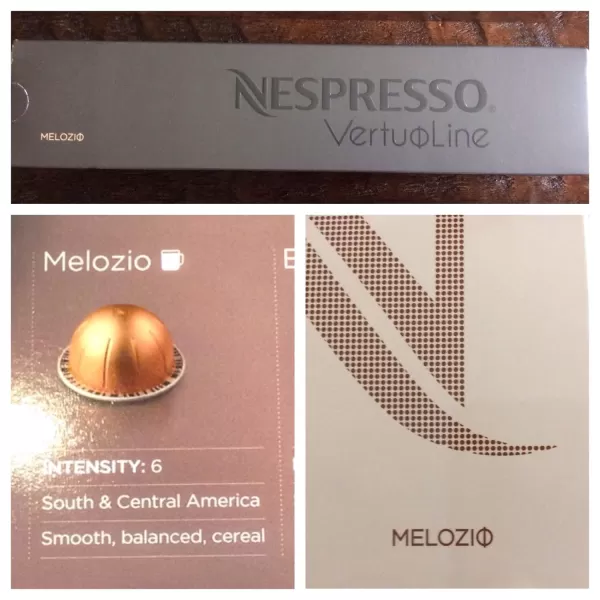 NESPRESSO®
VertuoLine
MELOZIO
Melozio
INTENSITY: 6
South & Central America
Smooth, balanced, cereal
MELOZIO